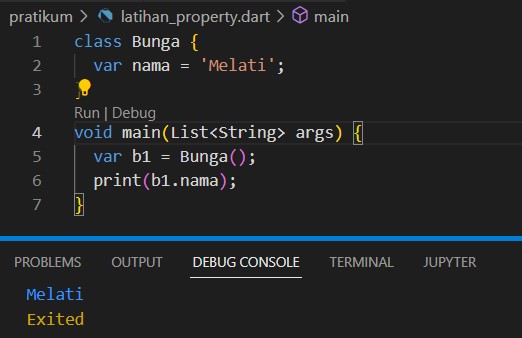 pratikum > latihan_property.dart > main
1 class Bunga {
2 var nama = 'Melati';
3 }
Run | Debug
4 void main(List<String> args) {
5 var b1 = Bunga();
6 print(b1.nama);
7 }
PROBLEMS OUTPUT DEBUG CONSOLE TERMINAL JUPYTER
Melati
Exited